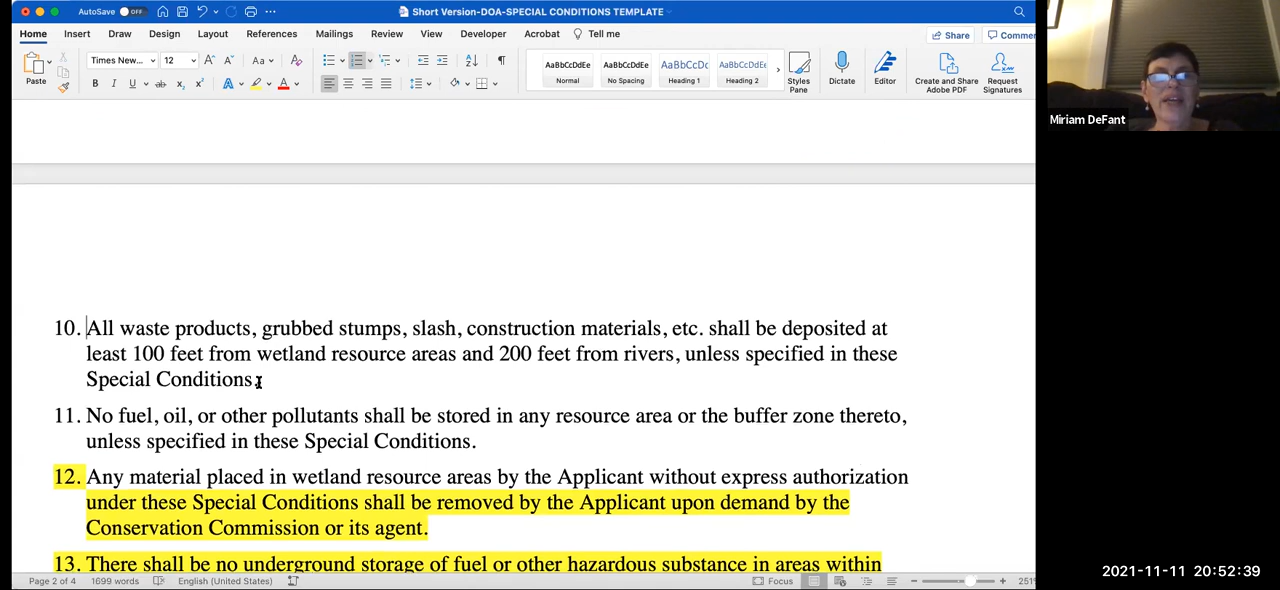 AutoSave OFF
Short Version-DOA-SPECIAL CONDITIONS TEMPLATE
Home Insert Draw Design Layout References Mailings Review View Developer Acrobat Tell me
Share Comme
Times New... 12 Aa
AaBbCcDdEe AaBbCcDdEe AaBbCcDc AaBbCcDdEe
Normal No Spacing Heading 1 Heading 2
Paste
B I U ab x2 x2 A A
Styles Pane
Dictate
Editor
Create and Share Adobe PDF
Request Signatures
Miriam DeFant
10. All waste products, grubbed stumps, slash, construction materials, etc. shall be deposited at
least 100 feet from wetland resource areas and 200 feet from rivers, unless specified in these
Special Conditions.
11. No fuel, oil, or other pollutants shall be stored in any resource area or the buffer zone thereto,
unless specified in these Special Conditions.
12. Any material placed in wetland resource areas by the Applicant without express authorization
under these Special Conditions shall be removed by the Applicant upon demand by the
Conservation Commission or its agent.
13. There shall be no underground storage of fuel or other hazardous substance in areas within
Page 2 of 4 1699 words English (United States) Focus 251%
2021-11-11 20:52:39